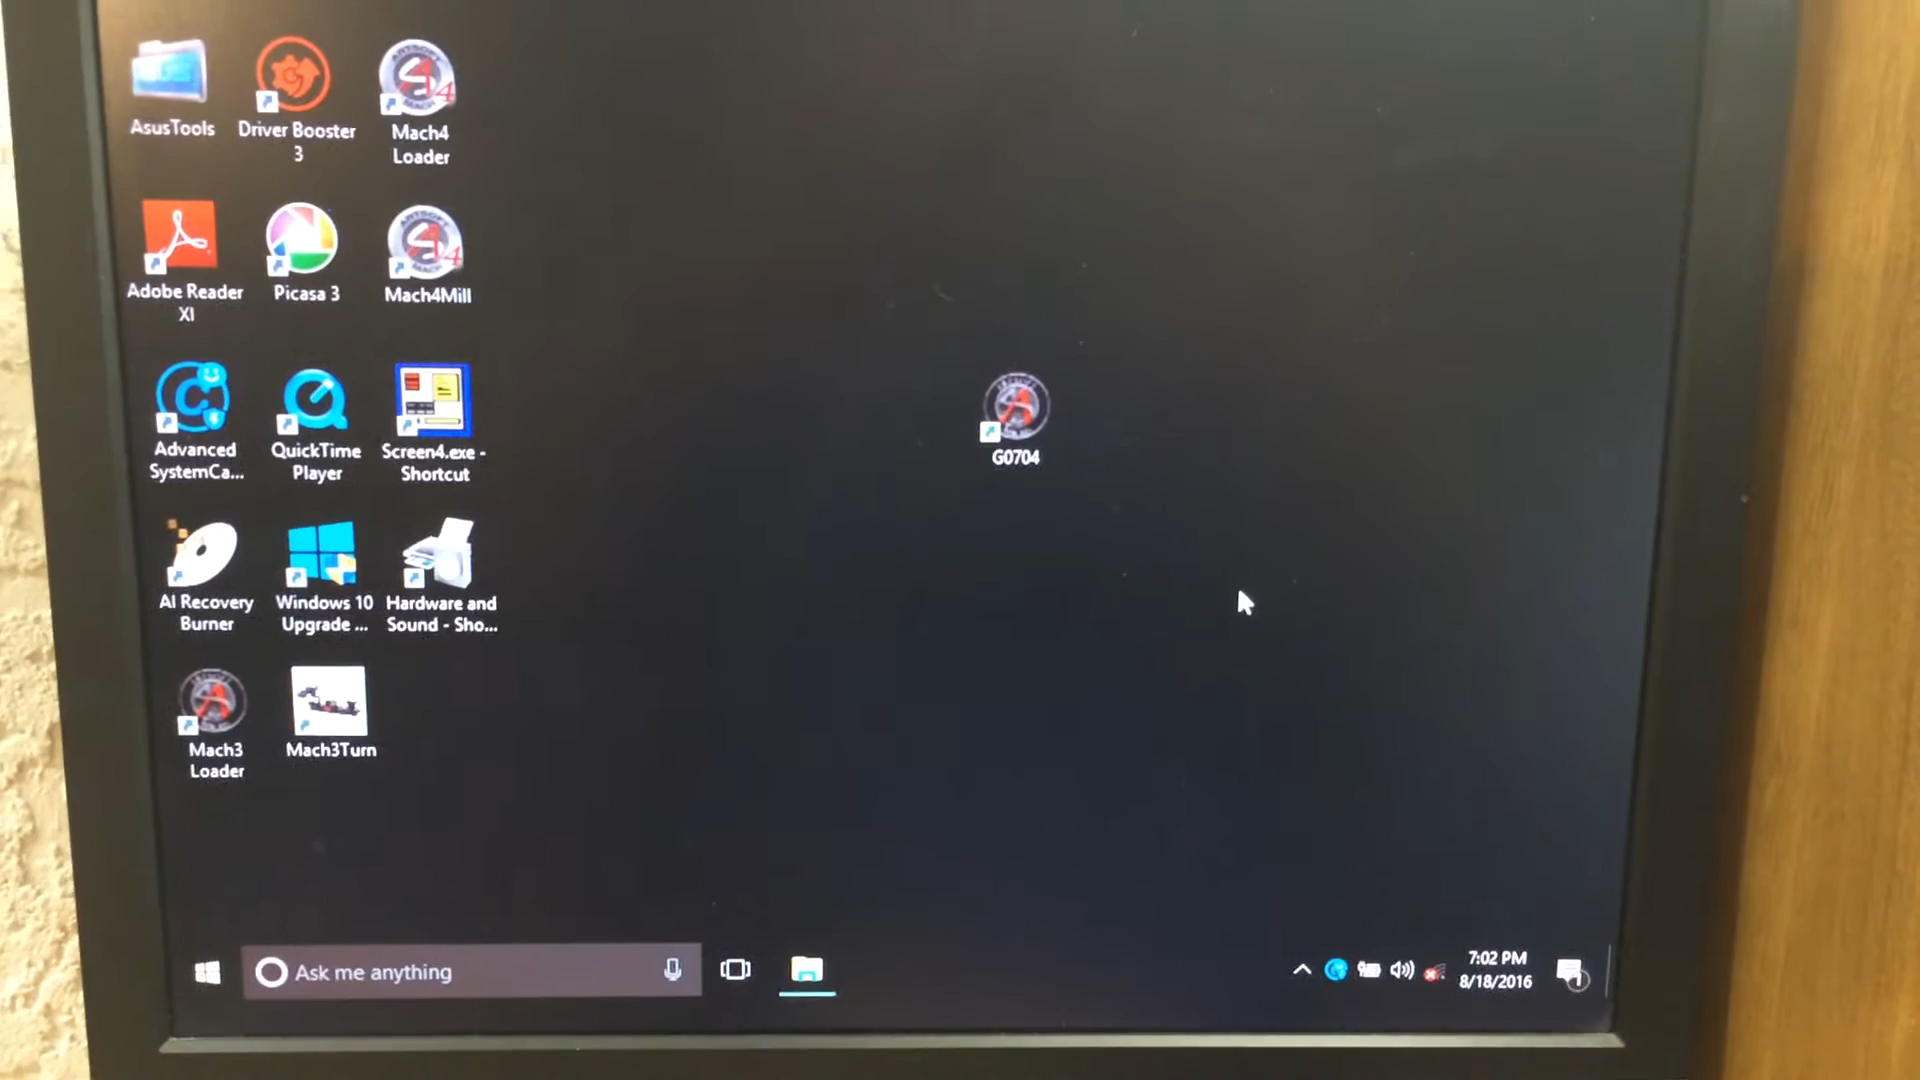 AsusTools
Driver Booster
3
Mach4
Loader
Adobe Reader
XI
Picasa 3
Mach4Mill
Advanced
SystemCa...
QuickTime
Player
Screen4.exe -
Shortcut
G0704
AI Recovery
Burner
Windows 10
Upgrade ...
Hardware and
Sound - Sho...
Mach3
Loader
Mach3Turn
Ask me anything
7:02 PM
8/18/2016